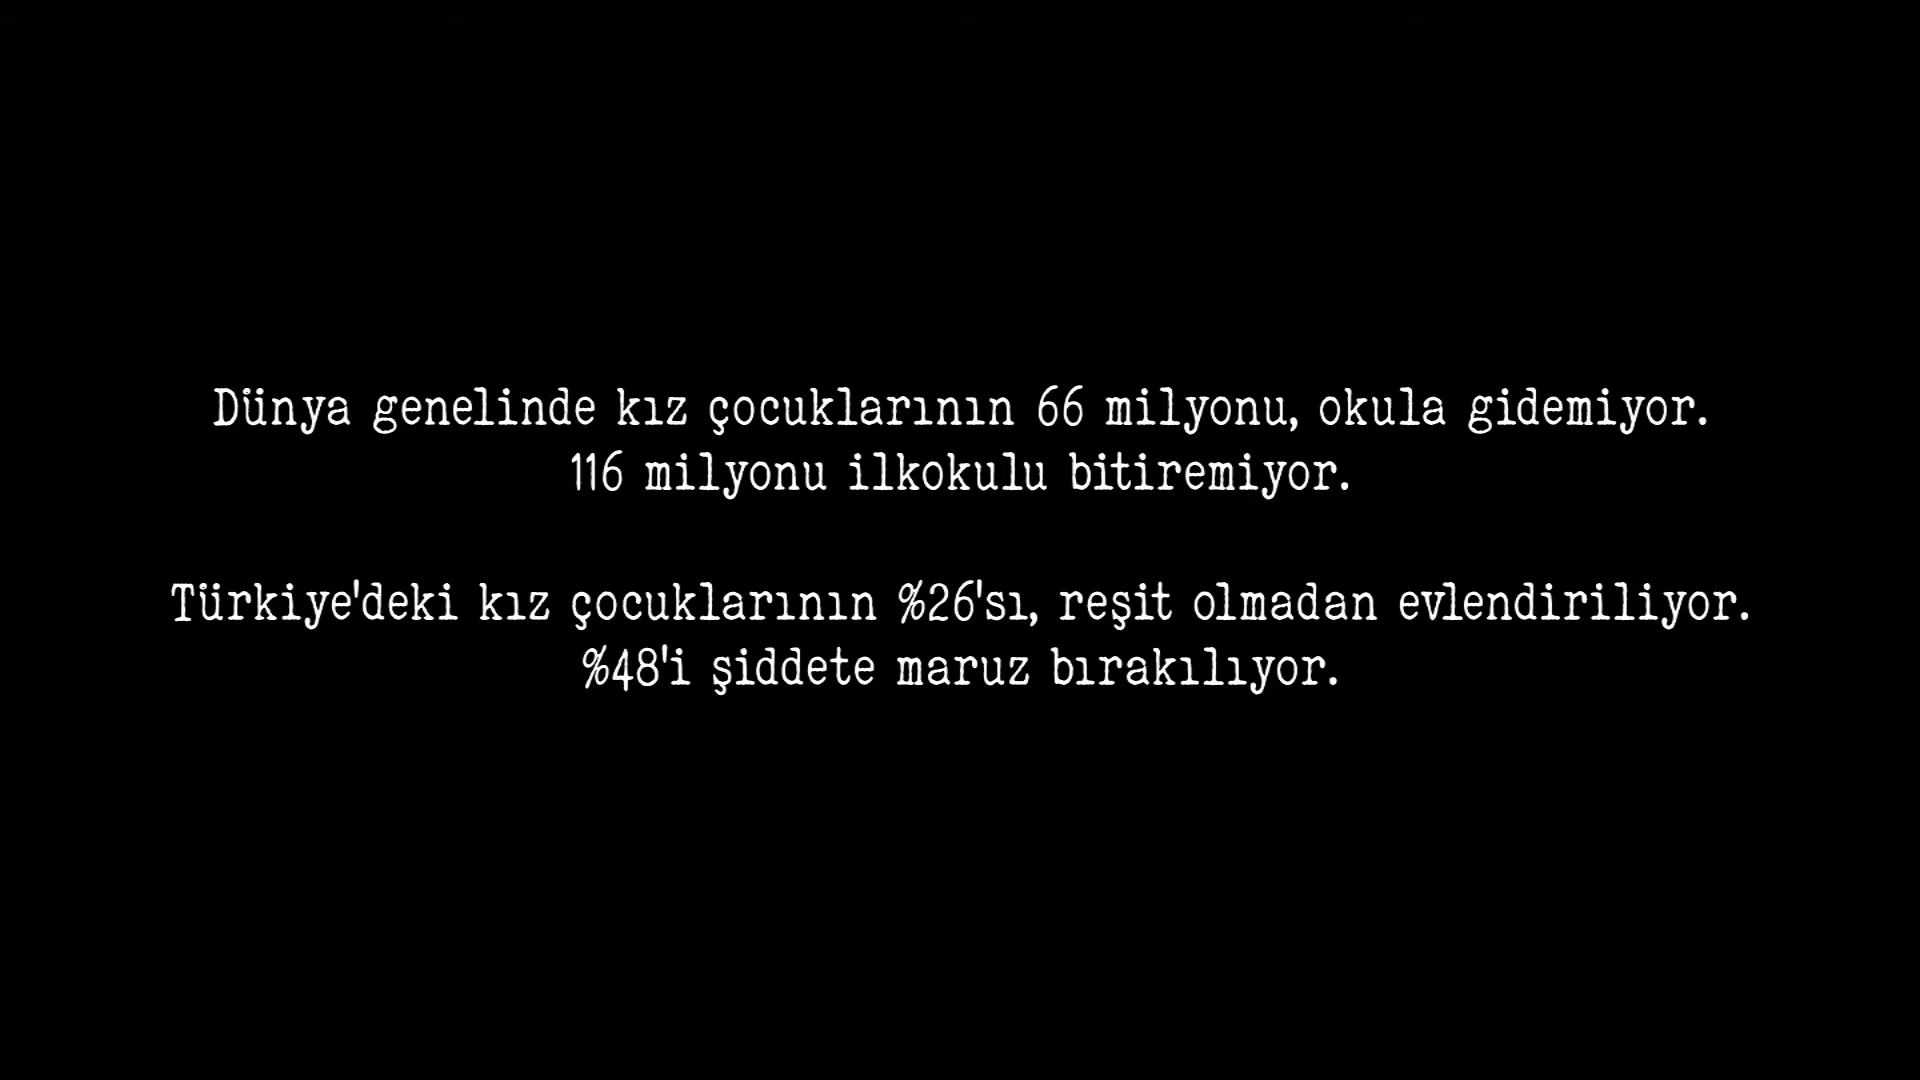 Dünya genelinde kız çocuklarının 66 milyonu, okula gidemiyor.
116 milyonu ilkokulu bitiremiyor.
Türkiye'deki kız çocuklarının %26'sı, reşit olmadan evlendiriliyor.
%48'i şiddete maruz bırakılıyor.